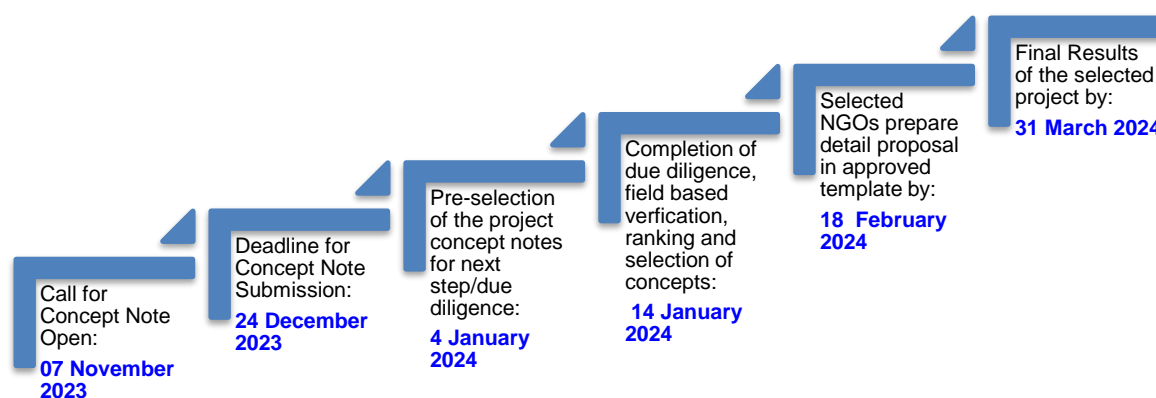 Call for
Concept Note
Open:
07 November
2023
Deadline for
Concept Note
Submission:
24 December
2023
Pre-selection
of the project
concept notes
for next
step/due
diligence:
4 January
2024
Completion of
due diligence,
field based
verfication,
ranking and
selection of
concepts:
14 January
2024
Selected
NGOs prepare
detail proposal
in approved
template by:
18 February
2024
Final Results
of the selected
project by:
31 March 2024